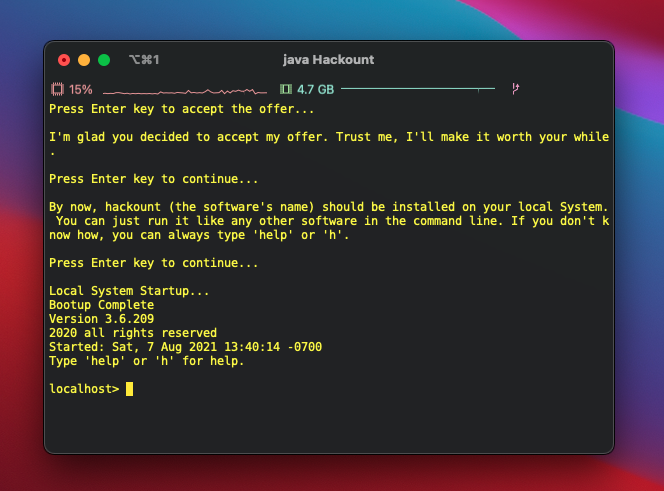 ⌥⌘1
java Hackount
15%
4.7 GB
Press Enter key to accept the offer...
I'm glad you decided to accept my offer. Trust me, I'll make it worth your while
.
Press Enter key to continue...
By now, hackount (the software's name) should be installed on your local System.
You can just run it like any other software in the command line. If you don't k
now how, you can always type 'help' or 'h'.
Press Enter key to continue...
Local System Startup...
Bootup Complete
Version 3.6.209
2020 all rights reserved
Started: Sat, 7 Aug 2021 13:40:14 -0700
Type 'help' or 'h' for help.
localhost>